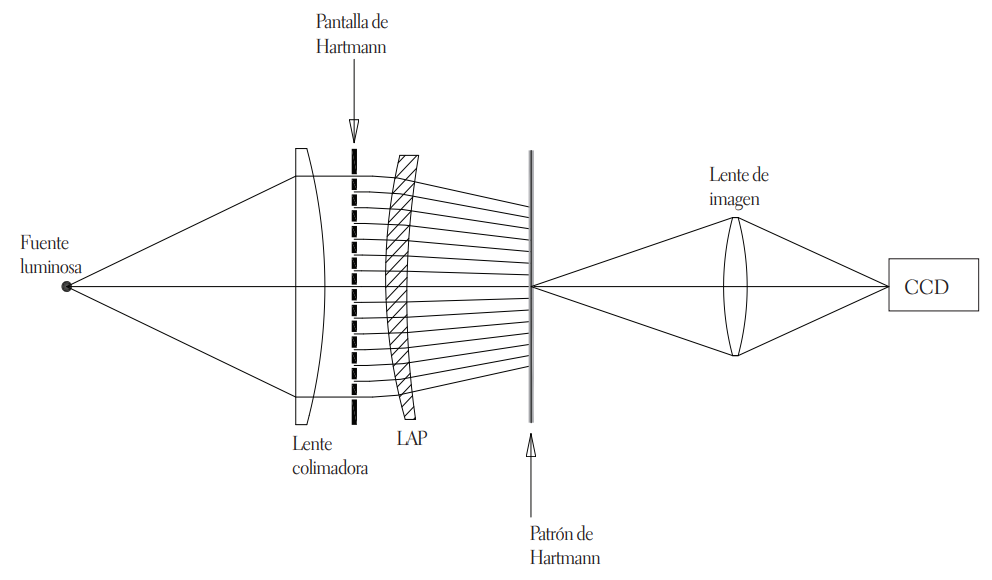 Pantalla de
Hartmann
Lente de
imagen
Fuente
luminosa
CCD
LAP
Lente
colimadora
Patrón de
Hartmann